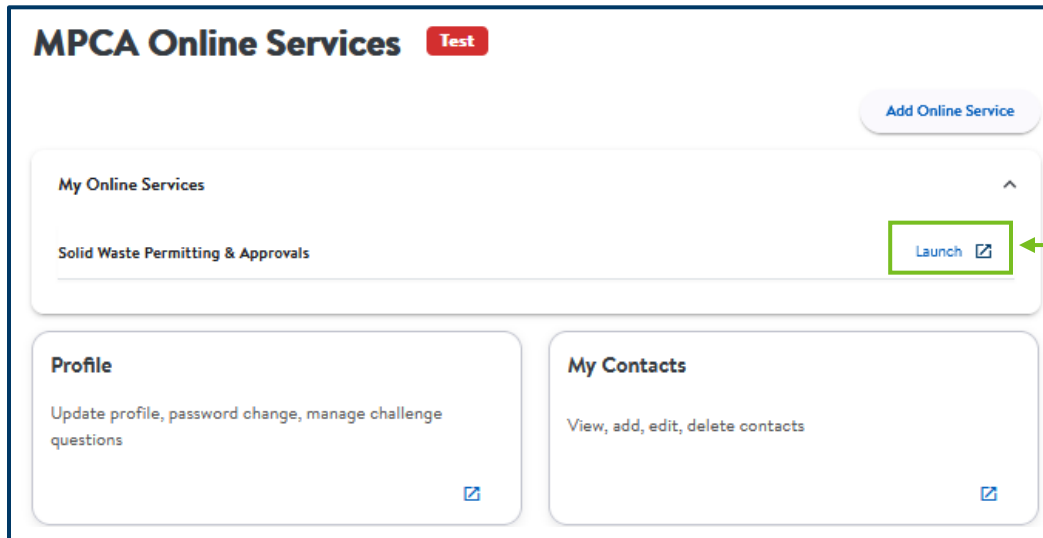 MPCA Online Services Test
Add Online Service
My Online Services
Solid Waste Permitting & Approvals
Launch
Profile
Update profile, password change, manage challenge
questions
My Contacts
View, add, edit, delete contacts